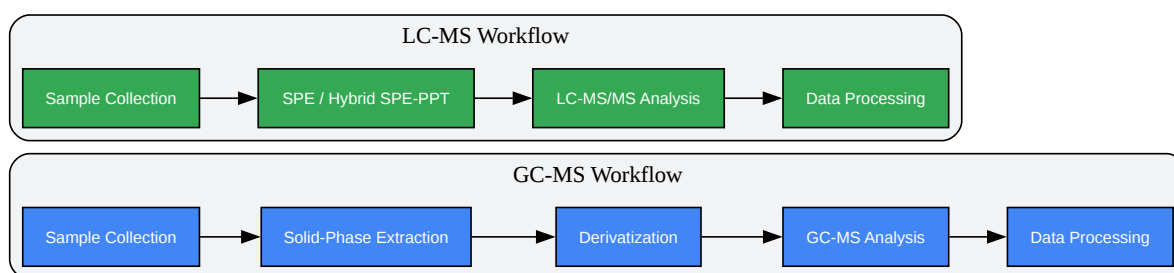 LC-MS Workflow
Sample Collection
SPE / Hybrid SPE-PPT
LC-MS/MS Analysis
Data Processing
GC-MS Workflow
Sample Collection
Solid-Phase Extraction
Derivatization
GC-MS Analysis
Data Processing